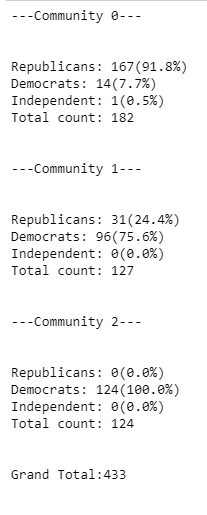 ---Community 0---
Republicans: 167(91.8%)
Democrats: 14(7.7%)
Independent: 1(0.5%)
Total count: 182
---Community 1---
Republicans: 31(24.4%)
Democrats: 96(75.6%)
Independent: 0(0.0%)
Total count: 127
---Community 2---
Republicans: 0(0.0%)
Democrats: 124(100.0%)
Independent: 0(0.0%)
Total count: 124
Grand Total:433